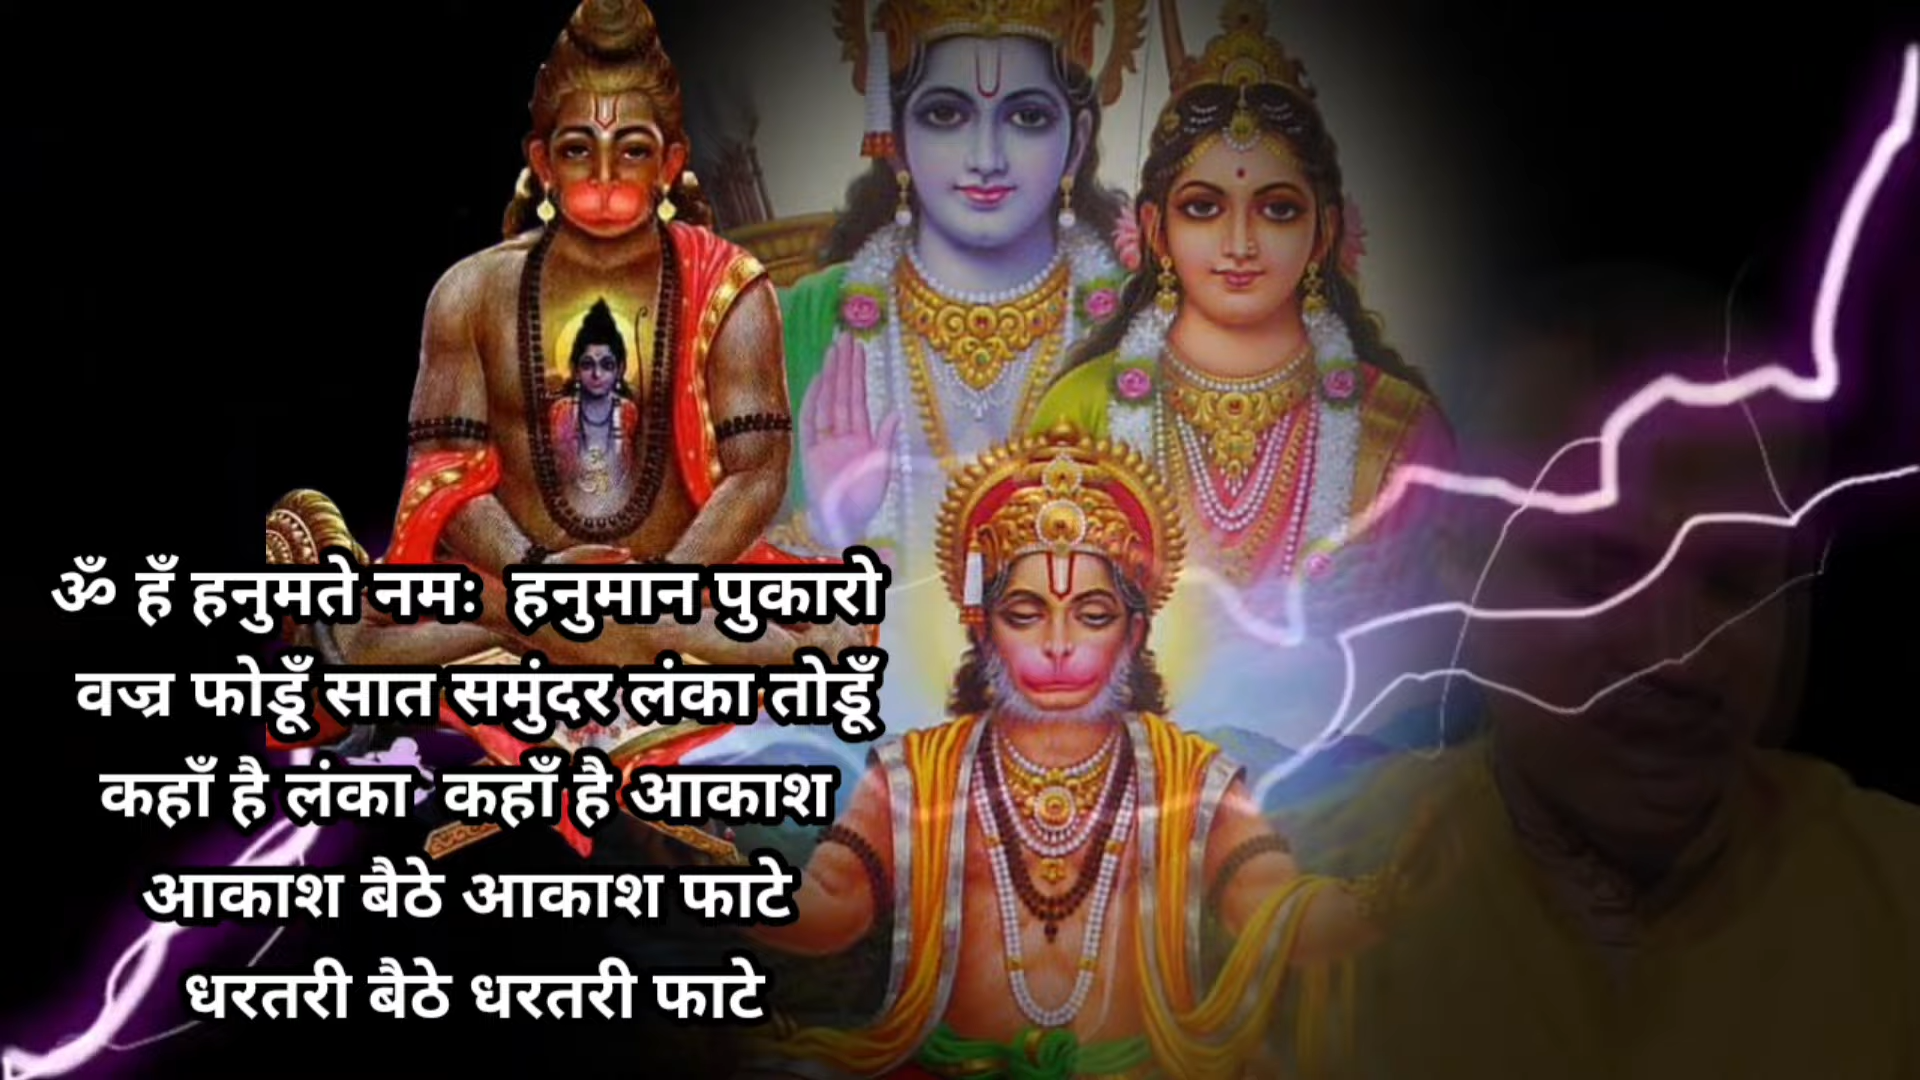 ॐ हँ हनुमते नमः हनुमान पुकारो
वज्र फोडूँ सात समुंदर लंका तोडूँ
कहाँ है लंका कहाँ है आकाश
आकाश बैठे आकाश फाटे
धरतरी बैठे धरतरी फाटे